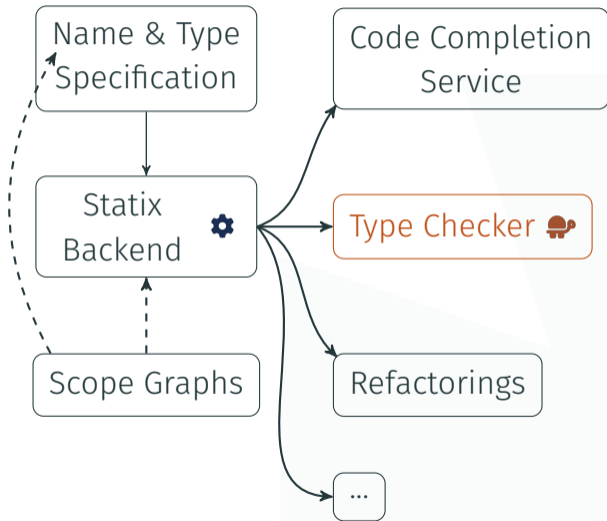 Name & Type
Specification
Code Completion
Service
Statix
Backend
Type Checker
Scope Graphs
Refactorings
...